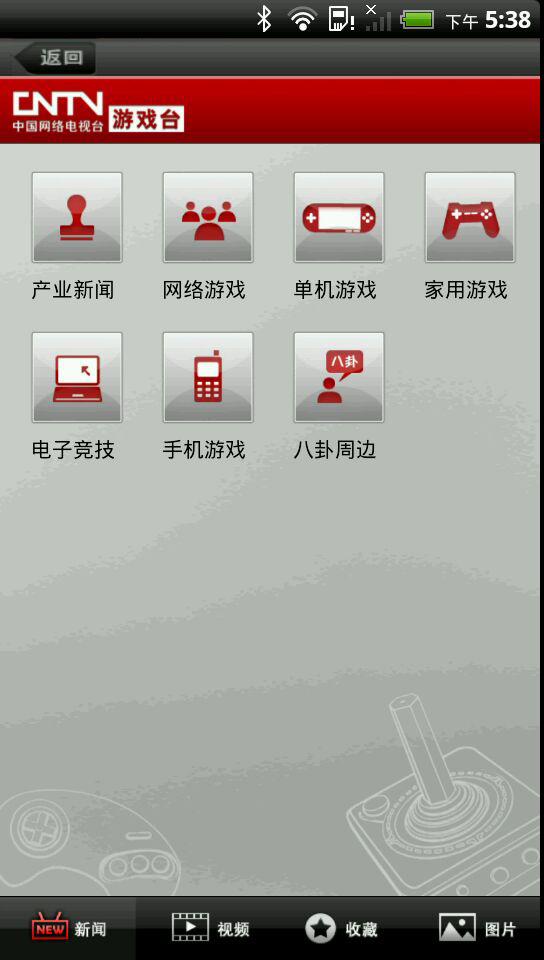 下午 5:38
返回
CNTV
中国网络电视台 游戏台
产业新闻 网络游戏 单机游戏 家用游戏
八卦
电子竞技 手机游戏 八卦周边
NEW 新闻 视频 收藏 图片